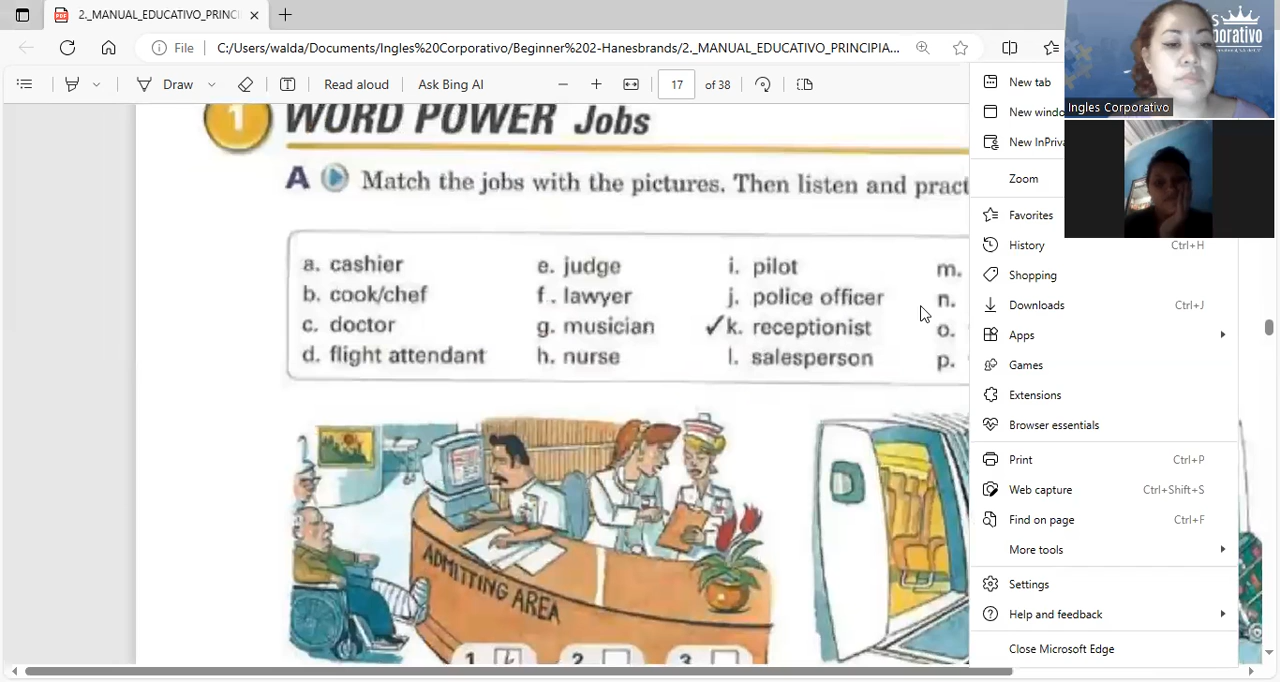 2._MANUAL_EDUCATIVO_PRINCI
File C:/Users/walda/Documents/Ingles%20Corporativo/Beginner%202-Hanesbrands/2._MANUAL_EDUCATIVO_PRINCIPIA...
Draw
Read aloud
Ask Bing AI
17 of 38
porativo
Ingles Corporativo
1 WORD POWER Jobs
A Match the jobs with the pictures. Then listen and pract
a. cashier e. judge i. pilot m.
b. cook/chef f. lawyer j. police officer n.
c. doctor g. musician ✓k. receptionist o.
d. flight attendant h. nurse l. salesperson p.
ADMITTING AREA
1 k 2 3
New tab
New windo
New InPriva
Zoom
Favorites
History Ctrl+H
Shopping
Downloads Ctrl+J
Apps
Games
Extensions
Browser essentials
Print Ctrl+P
Web capture Ctrl+Shift+S
Find on page Ctrl+F
More tools
Settings
Help and feedback
Close Microsoft Edge